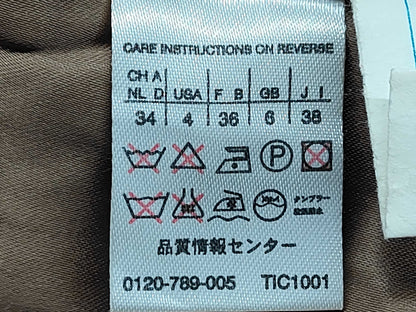 CARE INSTRUCTIONS ON REVERSE
CH A
NL D USA F B GB J I
34 4 36 6 38
P
タンブラー
乾燥禁止
品質情報センター
0120-789-005 TIC1001